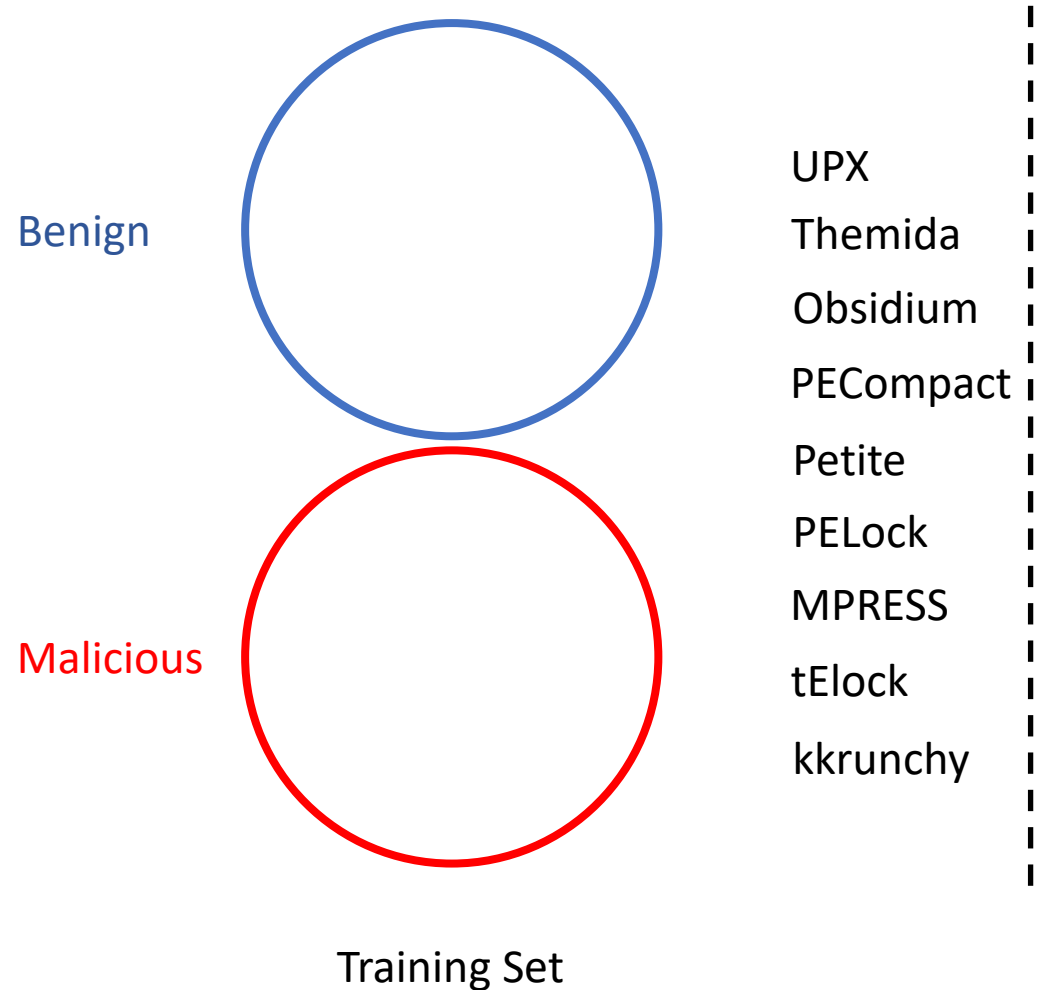 Benign
Malicious
UPX
Themida
Obsidium
PECompact
Petite
PELock
MPRESS
tElock
kkrunchy
Training Set